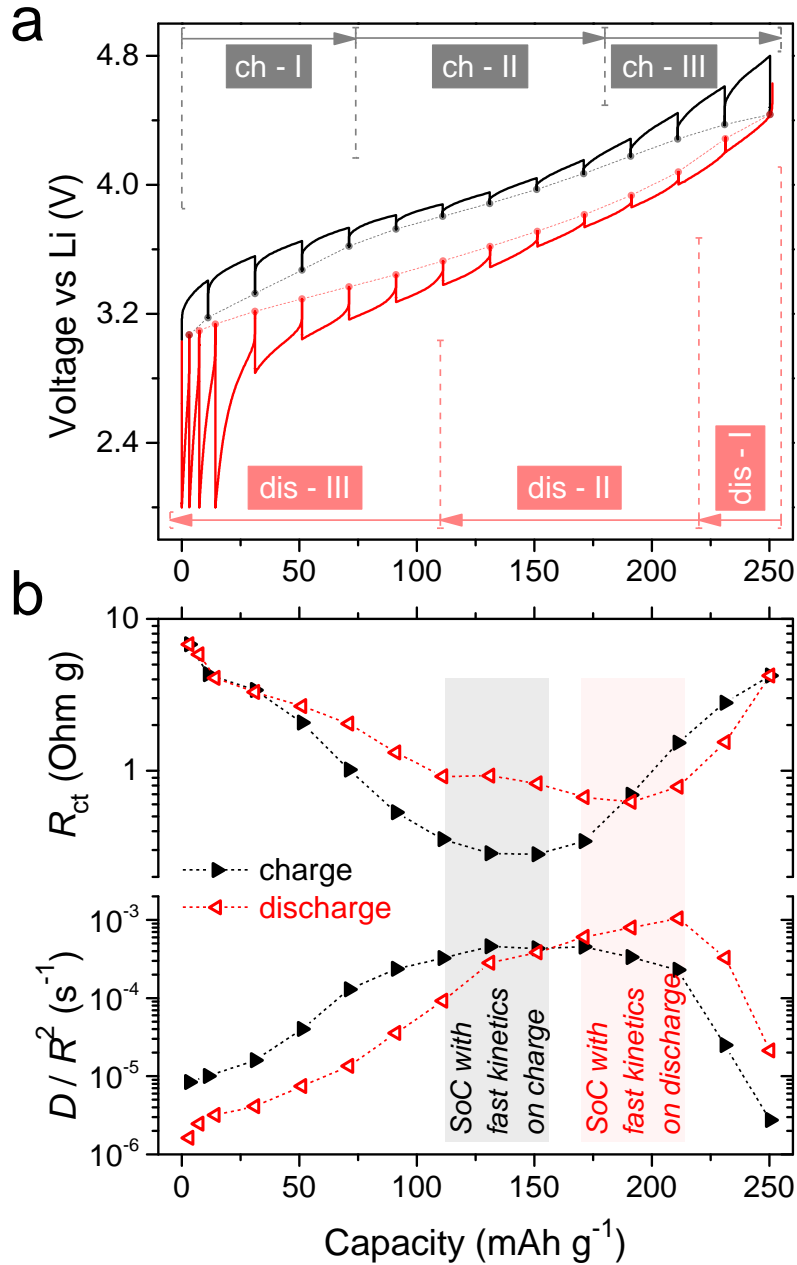 a
ch - I
ch - II
ch - III
4.8
4.0
3.2
2.4
Voltage vs Li (V)
dis - III
dis - II
dis - I
0
50
100
150
200
250
b
10
1
R_ct (Ohm g)
charge
discharge
10^-3
10^-4
10^-5
10^-6
D / R^2 (s^-1)
SoC with
fast kinetics
on charge
SoC with
fast kinetics
on discharge
0
50
100
150
200
250
Capacity (mAh g^-1)